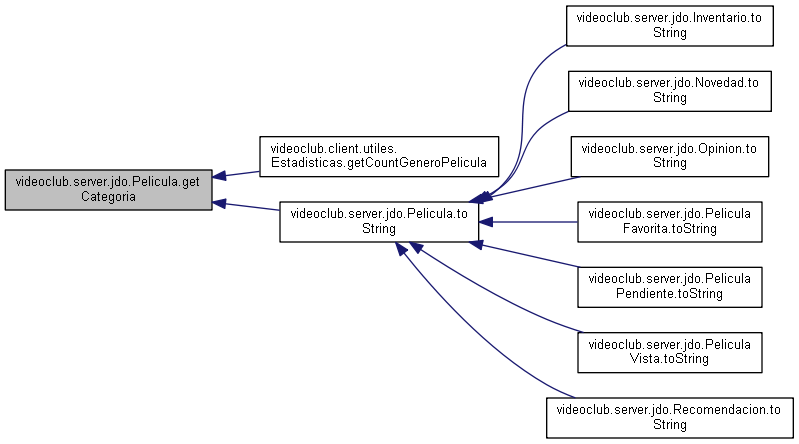 videoclub.server.jdo.Inventario.to
String
videoclub.server.jdo.Novedad.to
String
videoclub.client.utiles.
Estadisticas.getCountGeneroPelicula
videoclub.server.jdo.Opinion.to
String
videoclub.server.jdo.Pelicula.get
Categoria
videoclub.server.jdo.Pelicula.to
String
videoclub.server.jdo.Pelicula
Favorita.toString
videoclub.server.jdo.Pelicula
Pendiente.toString
videoclub.server.jdo.Pelicula
Vista.toString
videoclub.server.jdo.Recomendacion.to
String